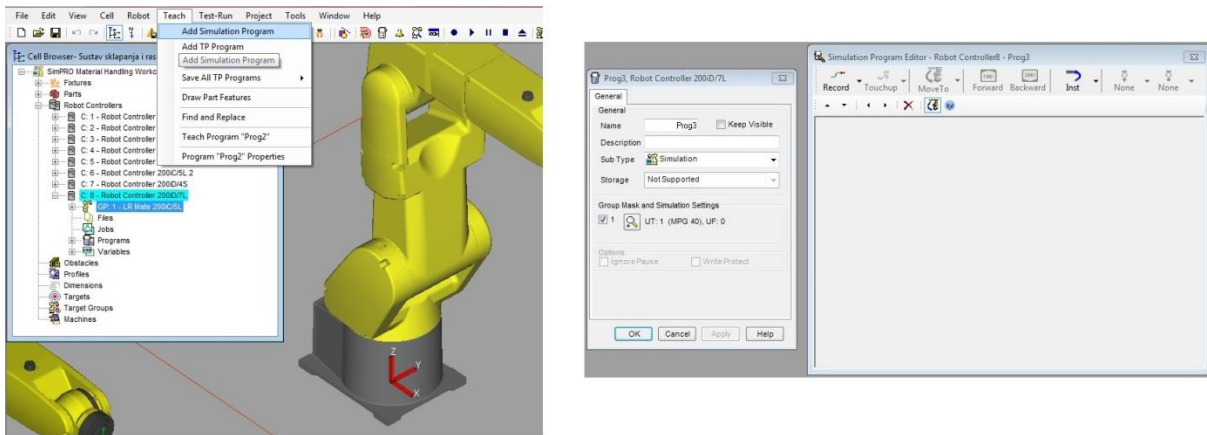 File Edit View Cell Robot Teach Test-Run Project Tools Window Help
Add Simulation Program
Add TP Program
Add Simulation Program
Save All TP Programs
Draw Part Features
Find and Replace
Teach Program "Prog2"
Program "Prog2" Properties
Cell Browser- Sustav sklapanja i ras
SimPRO Material Handling Workc
Fixtures
Parts
Robot Controllers
C: 1 - Robot Controller
C: 2 - Robot Controller
C: 3 - Robot Controller
C: 4 - Robot Controller
C: 5 - Robot Controller
C: 6 - Robot Controller 200iC/5L 2
C: 7 - Robot Controller 200iD/4S
C: 8 - Robot Controller 200iD/7L
GP: 1 - LR Mate 200iC/5L
Files
Jobs
Programs
Variables
Obstacles
Profiles
Dimensions
Targets
Target Groups
Machines
Z
Y
X
Prog3, Robot Controller 200iD/7L
General
General
Name Prog3 Keep Visible
Description
Sub Type Simulation
Storage Not Supported
Group Mask and Simulation Settings
1 UT: 1 (MPG 40), UF: 0
Options
Ignore Pause Write Protect
OK Cancel Apply Help
Simulation Program Editor - Robot Controller8 - Prog3
Record Touchup MoveTo Forward Backward Inst None None